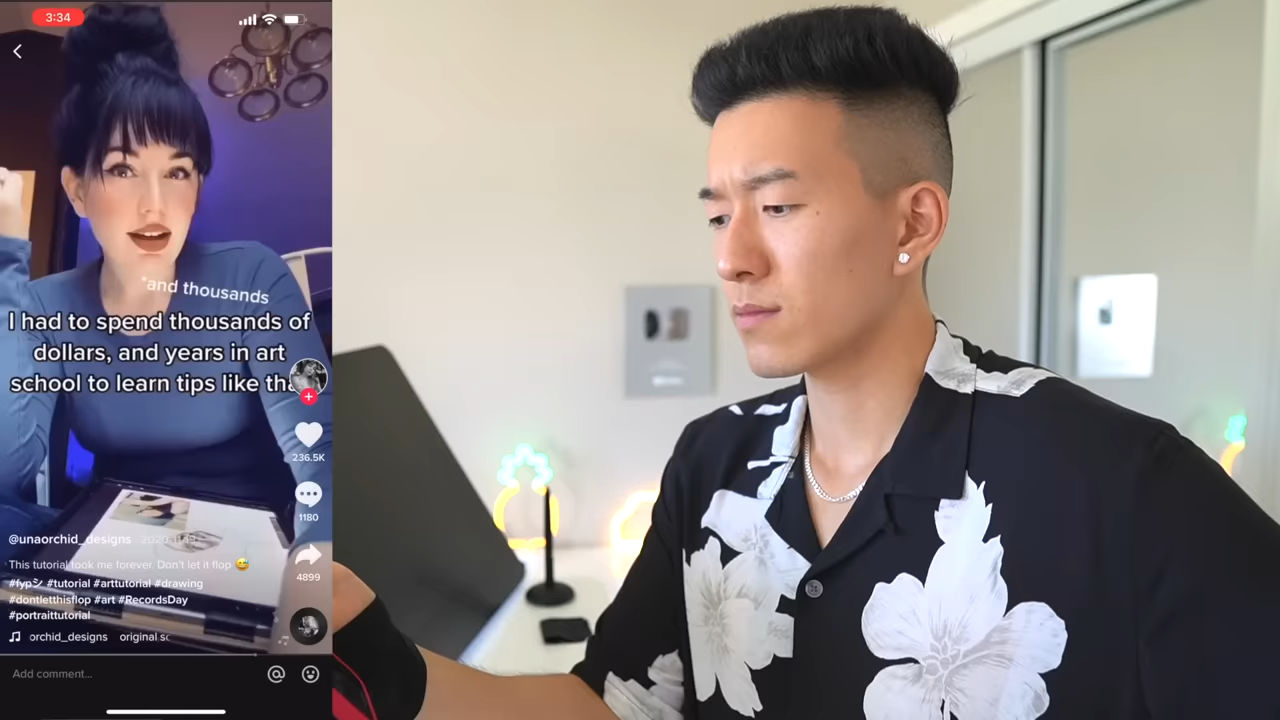 3:34
*and thousands
I had to spend thousands of
dollars, and years in art
school to learn tips like tha
236.5K
1180
@unaorchid_designs
This tutorial took me forever. Don't let it flop 😅
4899
#fypシ #tutorial #arttutorial #drawing
#dontletthisflop #art #RecordsDay
#portraittutorial
orchid_designs original so
Add comment...